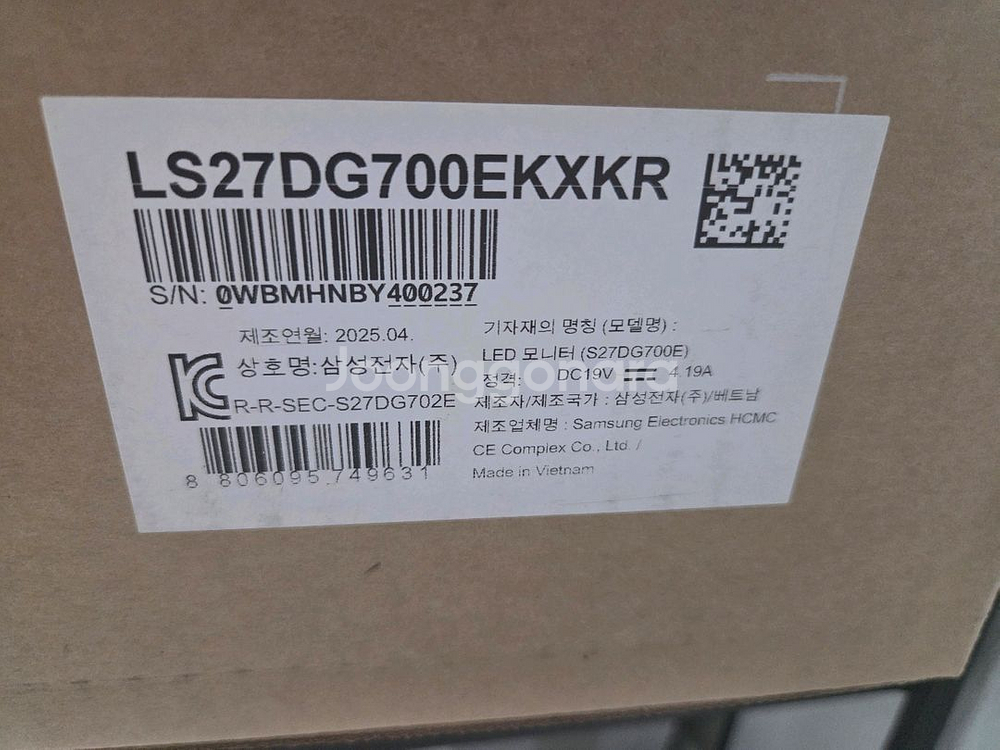 LS27DG700EKXKR
S/N: 0WBMHNBY400237
제조연월: 2025.04.
상호명:삼성전자(주)
R-R-SEC-S27DG702E
8 806095 749631
기자재의 명칭 (모델명) :
LED 모니터 (S27DG700E)
정격: DC19V 4.19A
제조자/제조국가 : 삼성전자(주)/베트남
제조업체명 : Samsung Electronics HCMC
CE Complex Co., Ltd /
Made in Vietnam
Joonggonara